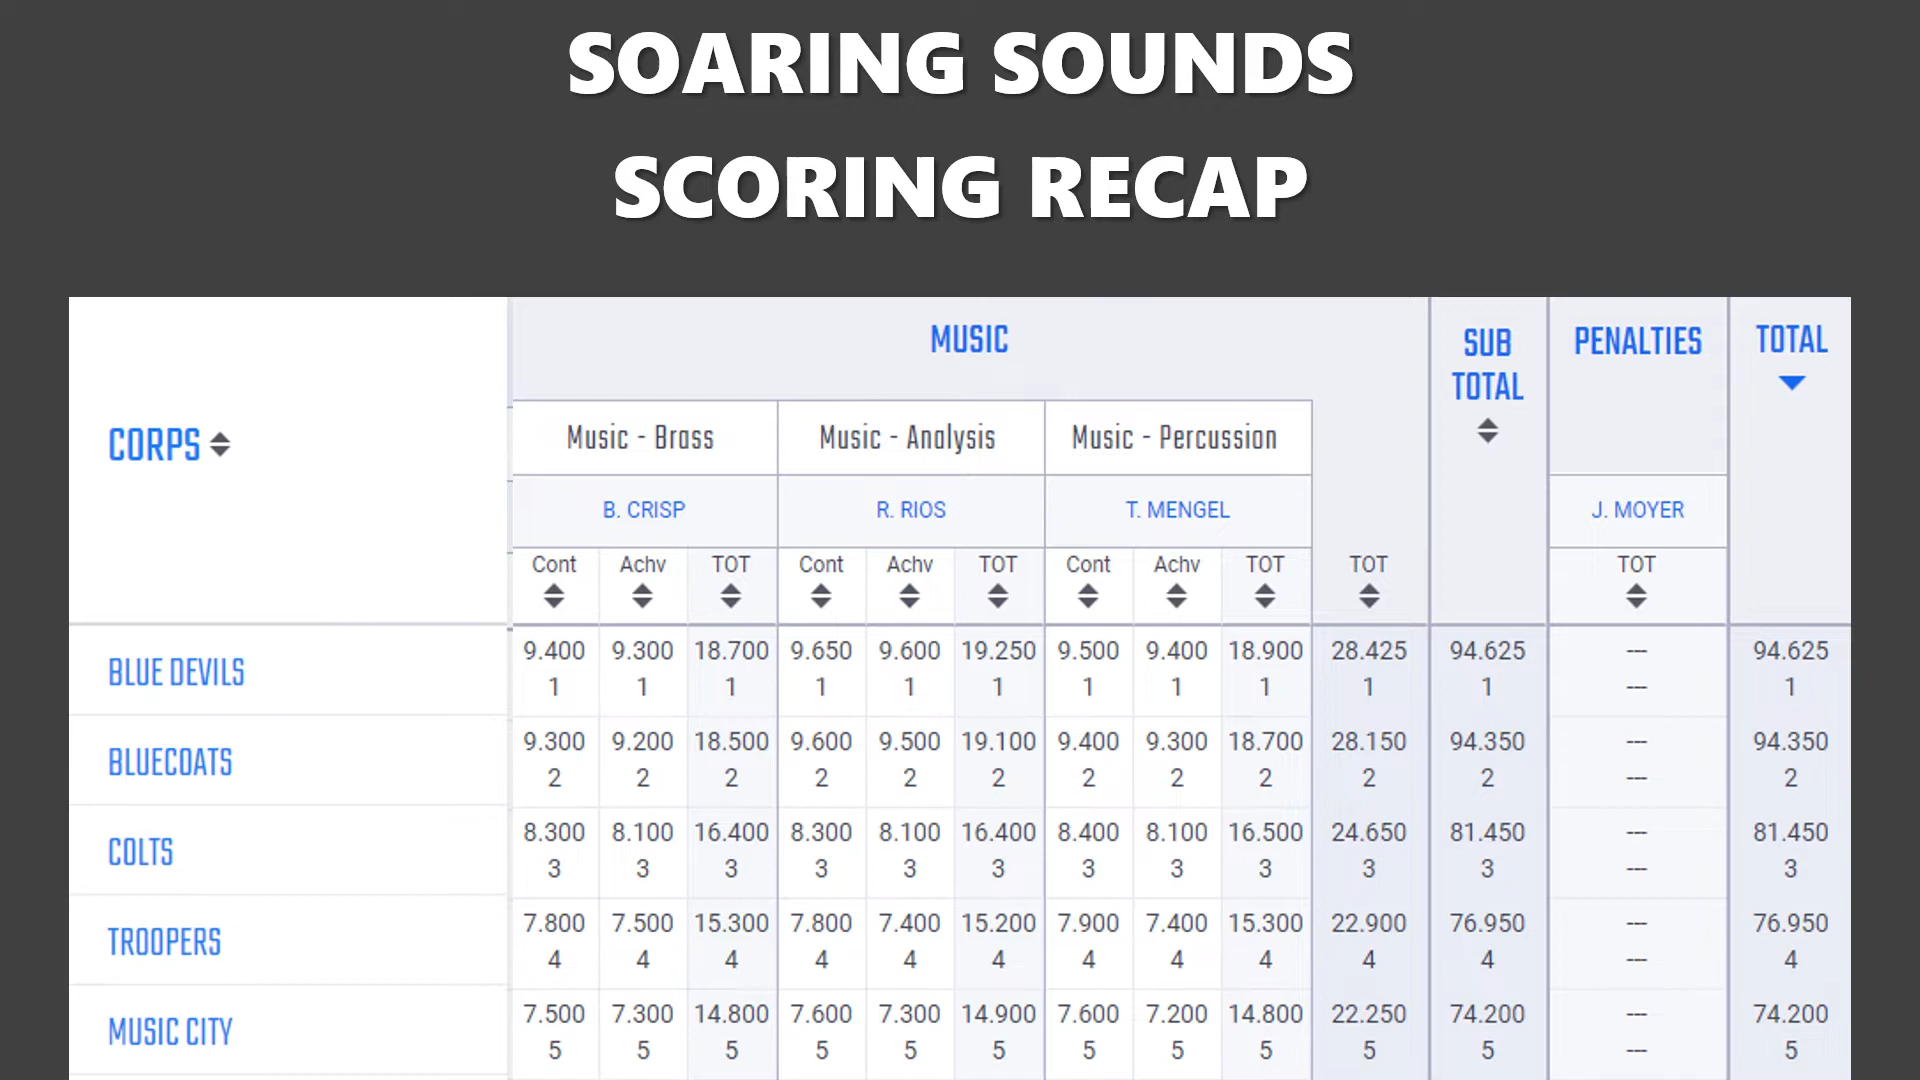 SOARING SOUNDS
SCORING RECAP
CORPS
MUSIC
SUB TOTAL
PENALTIES
TOTAL
Music - Brass Music - Analysis Music - Percussion
B. CRISP R. RIOS T. MENGEL J. MOYER
Cont Achv TOT Cont Achv TOT Cont Achv TOT TOT TOT
BLUE DEVILS 9.400 9.300 18.700 9.650 9.600 19.250 9.500 9.400 18.900 28.425 94.625 --- 94.625
1 1 1 1 1 1 1 1 1 1 1 --- 1
BLUECOATS 9.300 9.200 18.500 9.600 9.500 19.100 9.400 9.300 18.700 28.150 94.350 --- 94.350
2 2 2 2 2 2 2 2 2 2 2 --- 2
COLTS 8.300 8.100 16.400 8.300 8.100 16.400 8.400 8.100 16.500 24.650 81.450 --- 81.450
3 3 3 3 3 3 3 3 3 3 3 --- 3
TROOPERS 7.800 7.500 15.300 7.800 7.400 15.200 7.900 7.400 15.300 22.900 76.950 --- 76.950
4 4 4 4 4 4 4 4 4 4 4 --- 4
MUSIC CITY 7.500 7.300 14.800 7.600 7.300 14.900 7.600 7.200 14.800 22.250 74.200 --- 74.200
5 5 5 5 5 5 5 5 5 5 5 --- 5